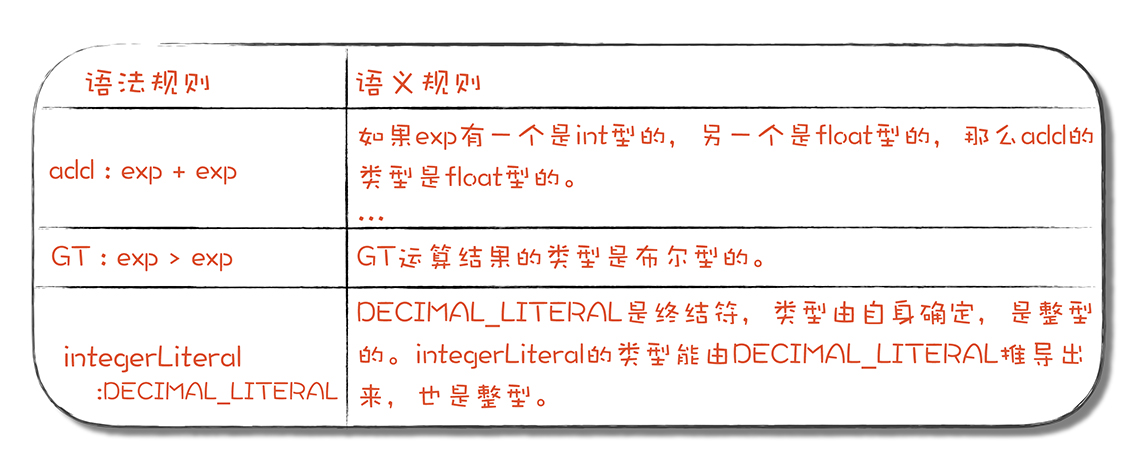 语法规则
语义规则
add : exp + exp
如果exp有一个是int型的，另一个是float型的，那么add的
类型是float型的。
...
GT : exp > exp
GT运算结果的类型是布尔型的。
integerLiteral
:DECIMAL_LITERAL
DECIMAL_LITERAL是终结符，类型由自身确定，是整型
的。integerLiteral的类型能由DECIMAL_LITERAL推导出
来，也是整型。